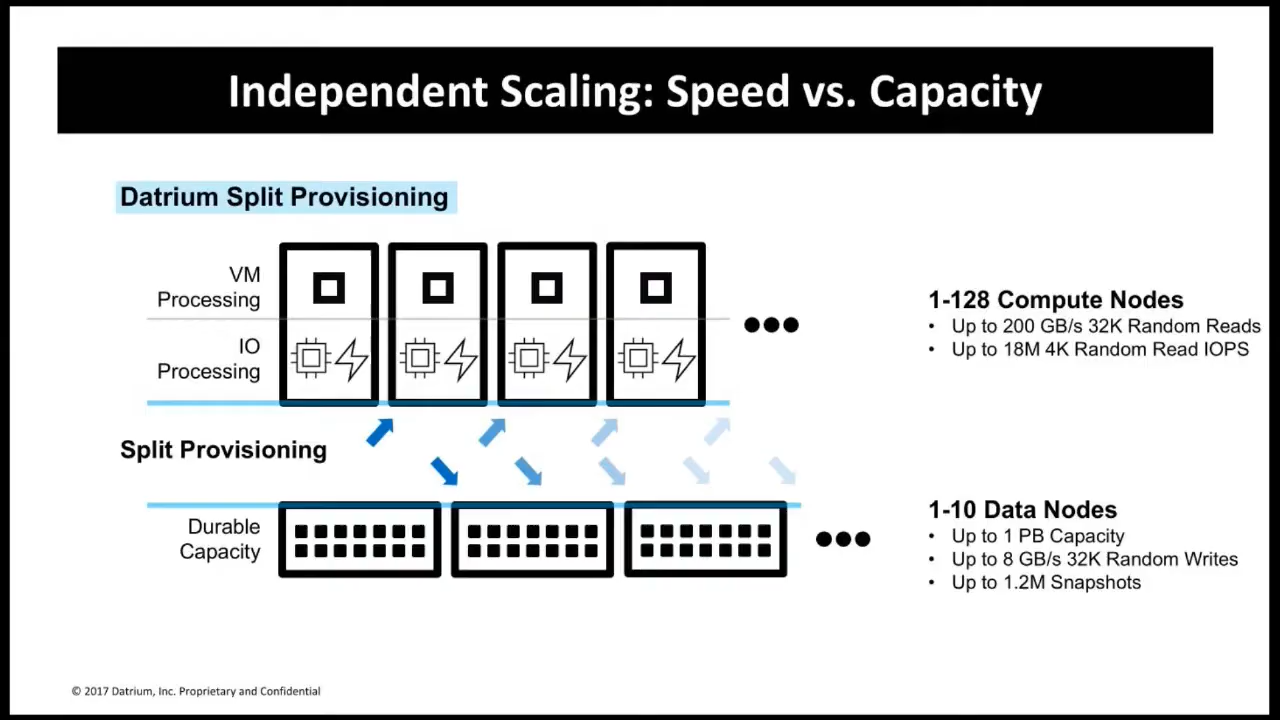 Independent Scaling: Speed vs. Capacity
Datrium Split Provisioning
VM
Processing
IO
Processing
1-128 Compute Nodes
• Up to 200 GB/s 32K Random Reads
• Up to 18M 4K Random Read IOPS
Split Provisioning
Durable
Capacity
1-10 Data Nodes
• Up to 1 PB Capacity
• Up to 8 GB/s 32K Random Writes
• Up to 1.2M Snapshots
© 2017 Datrium, Inc. Proprietary and Confidential